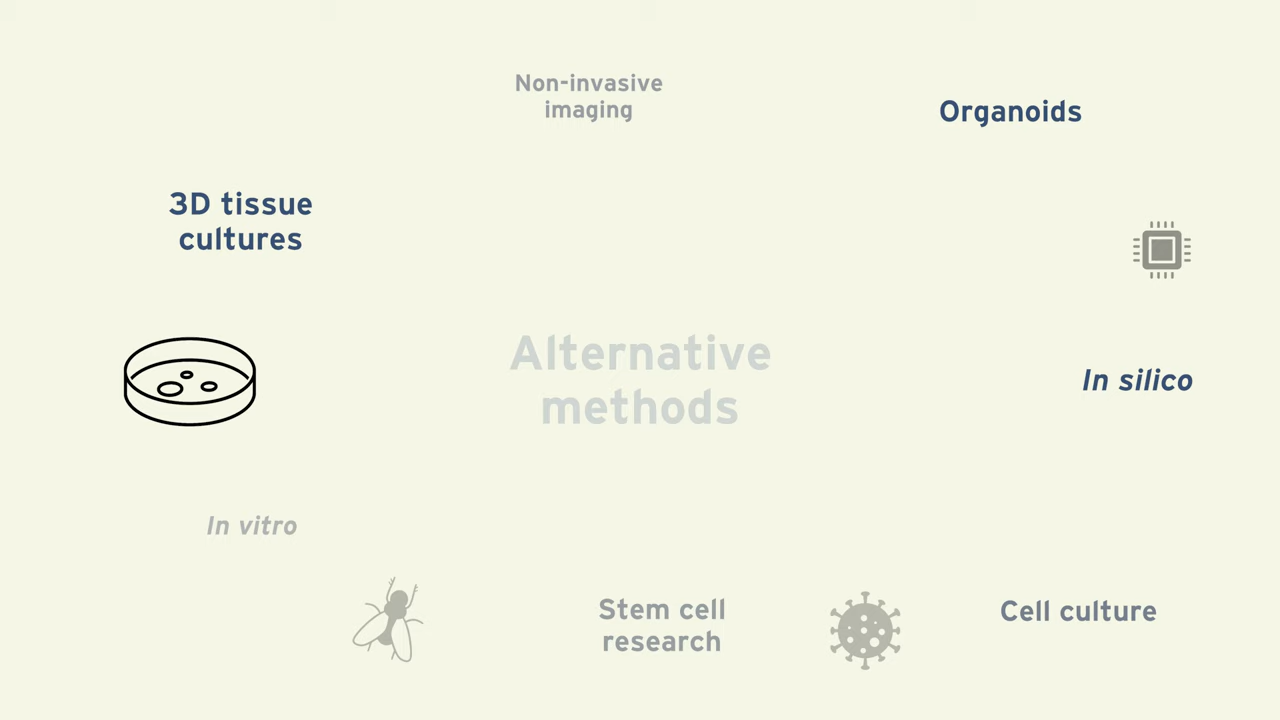 Non-invasive
imaging
Organoids
3D tissue
cultures
Alternative
methods
In silico
In vitro
Stem cell
research
Cell culture